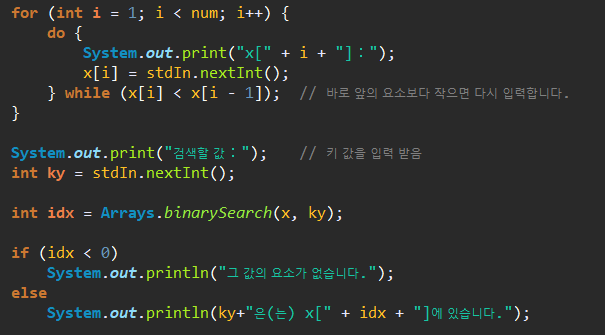 for (int i = 1; i < num; i++) {
    do {
        System.out.print("x[" + i + "]：");
        x[i] = stdIn.nextInt();
    } while (x[i] < x[i - 1]);  // 바로 앞의 요소보다 작으면 다시 입력합니다.
}

System.out.print("검색할 값：");    // 키 값을 입력 받음
int ky = stdIn.nextInt();

int idx = Arrays.binarySearch(x, ky);

if (idx < 0)
    System.out.println("그 값의 요소가 없습니다.");
else
    System.out.println(ky+"은(는) x[" + idx + "]에 있습니다.");